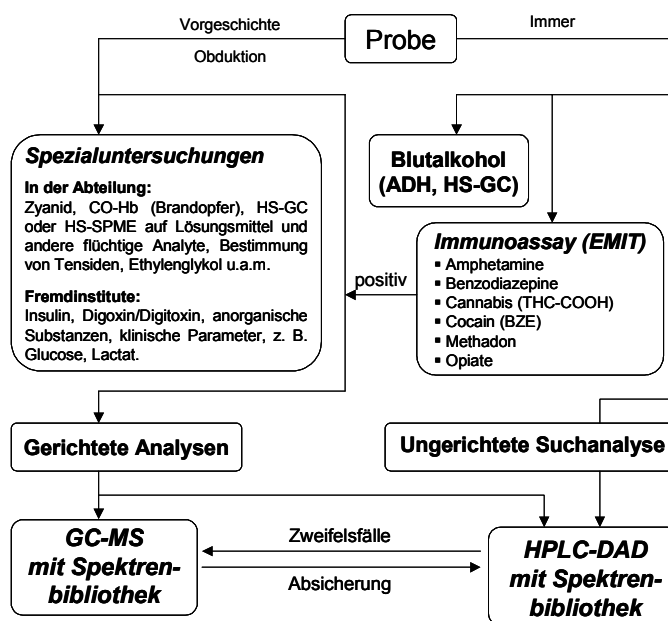 Vorgeschichte
Probe
Immer
Obduktion
Spezialuntersuchungen
In der Abteilung:
Zyanid, CO-Hb (Brandopfer), HS-GC
oder HS-SPME auf Lösungsmittel und
andere flüchtige Analyte, Bestimmung
von Tensiden, Ethylenglykol u.a.m.
Fremdinstitute:
Insulin, Digoxin/Digitoxin, anorganische
Substanzen, klinische Parameter, z. B.
Glucose, Lactat.
Blutalkohol
(ADH, HS-GC)
positiv
Immunoassay (EMIT)
▪ Amphetamine
▪ Benzodiazepine
▪ Cannabis (THC-COOH)
▪ Cocain (BZE)
▪ Methadon
▪ Opiate
Gerichtete Analysen
Ungerichtete Suchanalyse
GC-MS
mit Spektren-
bibliothek
Zweifelsfälle
Absicherung
HPLC-DAD
mit Spektren-
bibliothek